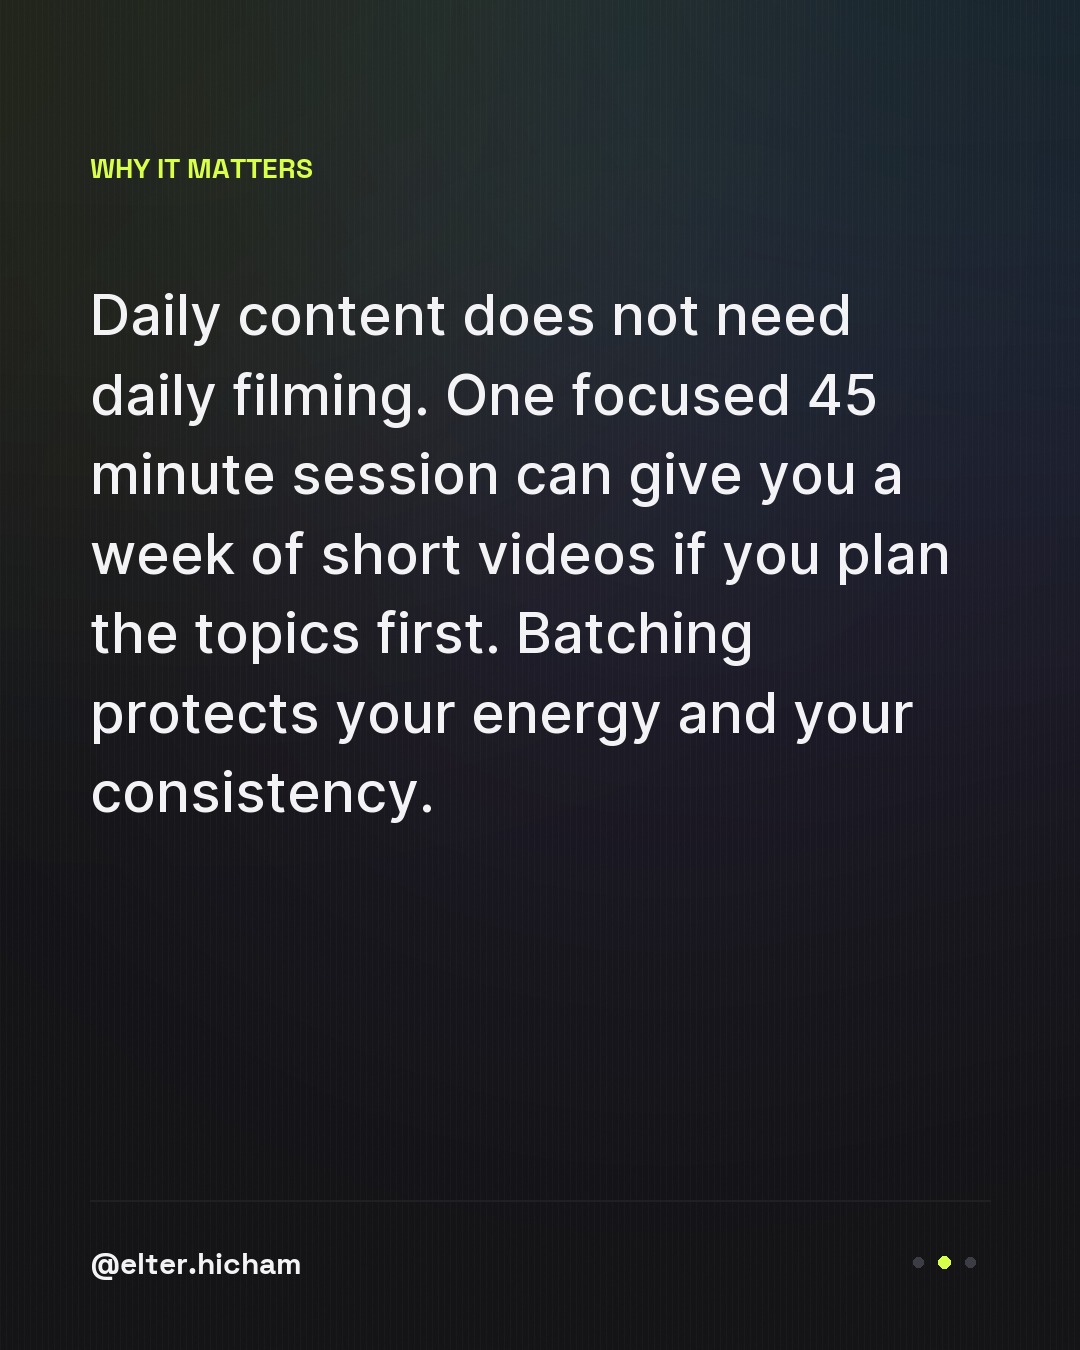 WHY IT MATTERS
Daily content does not need
daily filming. One focused 45
minute session can give you a
week of short videos if you plan
the topics first. Batching
protects your energy and your
consistency.
@elter.hicham